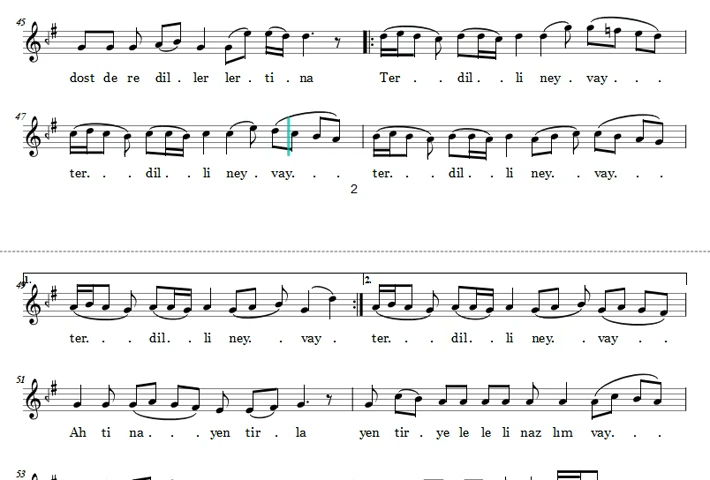 45
dost de re dil . ler ler . ti . na Ter . . dil . . li ney . vay . . .
47
ter. . . dil . . li ney . vay. . . ter. . . dil . . li ney. . vay. . .
2
1. 2.
49
ter. . . dil. . . li ney. . vay . ter. . . dil . . li ney. . vay. . .
51
Ah ti na . . . yen tir . la yen tir . ye le le li naz lım vay. . .
53